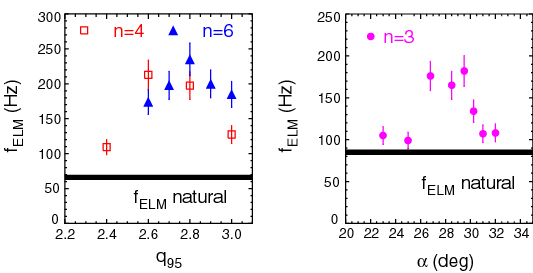 300
250
200
150
100
50
0
f_ELM (Hz)
n=4
n=6
f_ELM natural
2.2 2.4 2.6 2.8 3.0
q_95
250
200
150
100
50
0
f_ELM (Hz)
n=3
f_ELM natural
20 22 24 26 28 30 32 34
α (deg)